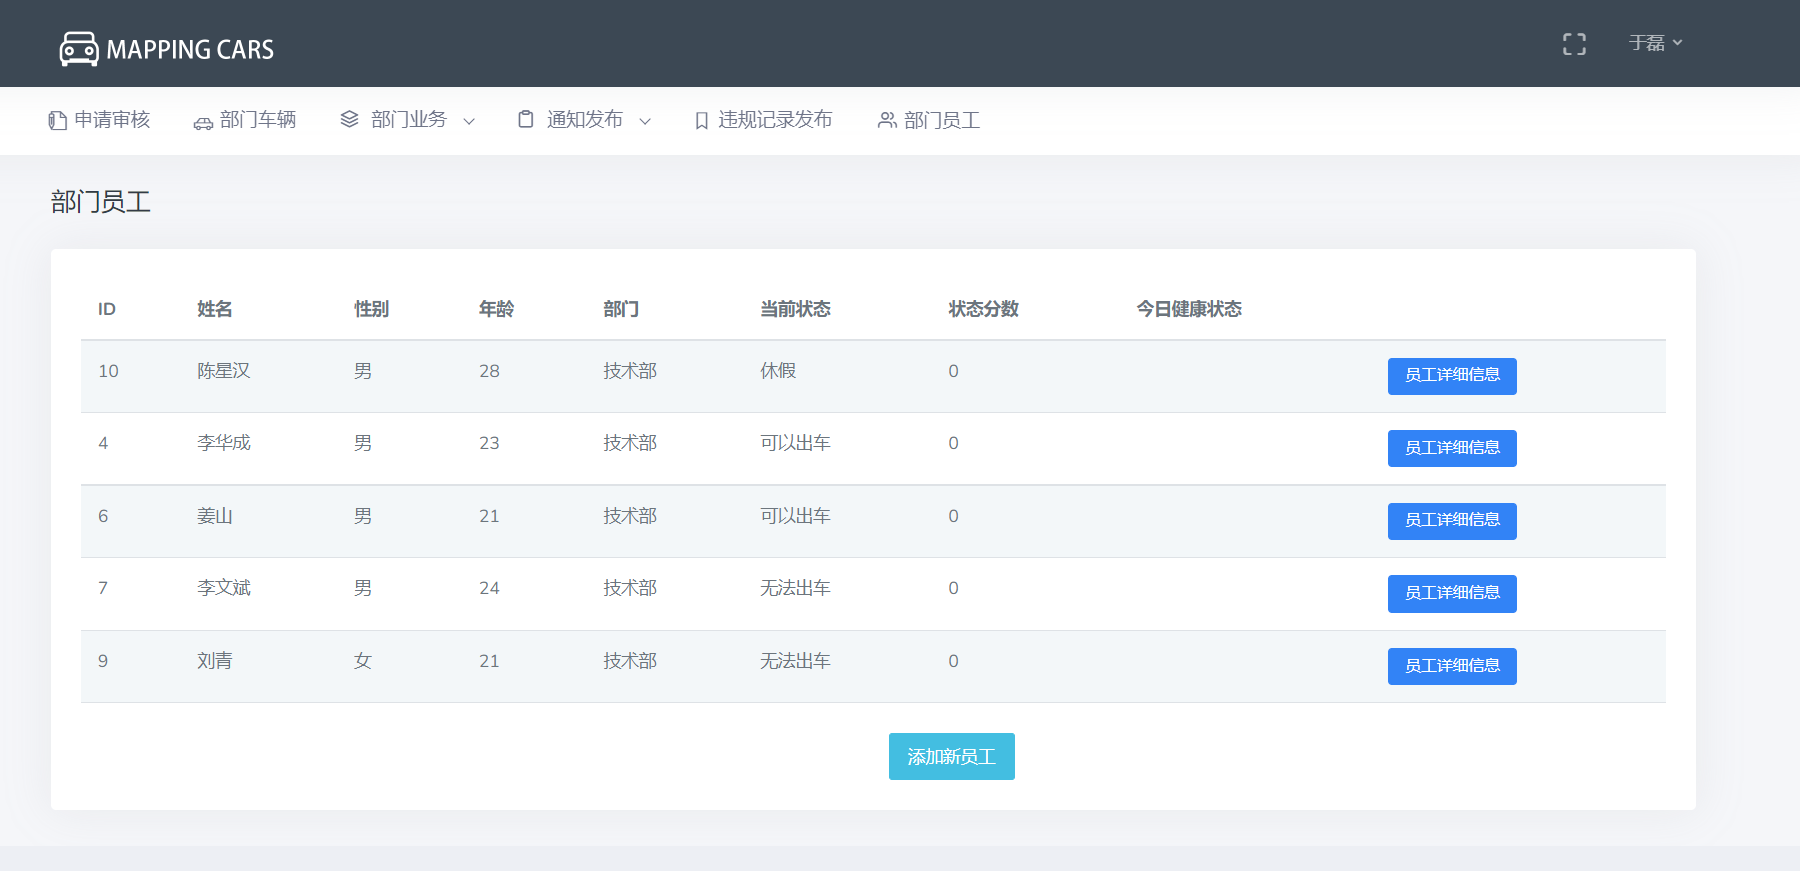 MAPPING CARS
于磊
申请审核 部门车辆 部门业务 通知发布 违规记录发布 部门员工
部门员工
ID 姓名 性别 年龄 部门 当前状态 状态分数 今日健康状态
10 陈星汉 男 28 技术部 休假 0 员工详细信息
4 李华成 男 23 技术部 可以出车 0 员工详细信息
6 姜山 男 21 技术部 可以出车 0 员工详细信息
7 李文斌 男 24 技术部 无法出车 0 员工详细信息
9 刘青 女 21 技术部 无法出车 0 员工详细信息
添加新员工